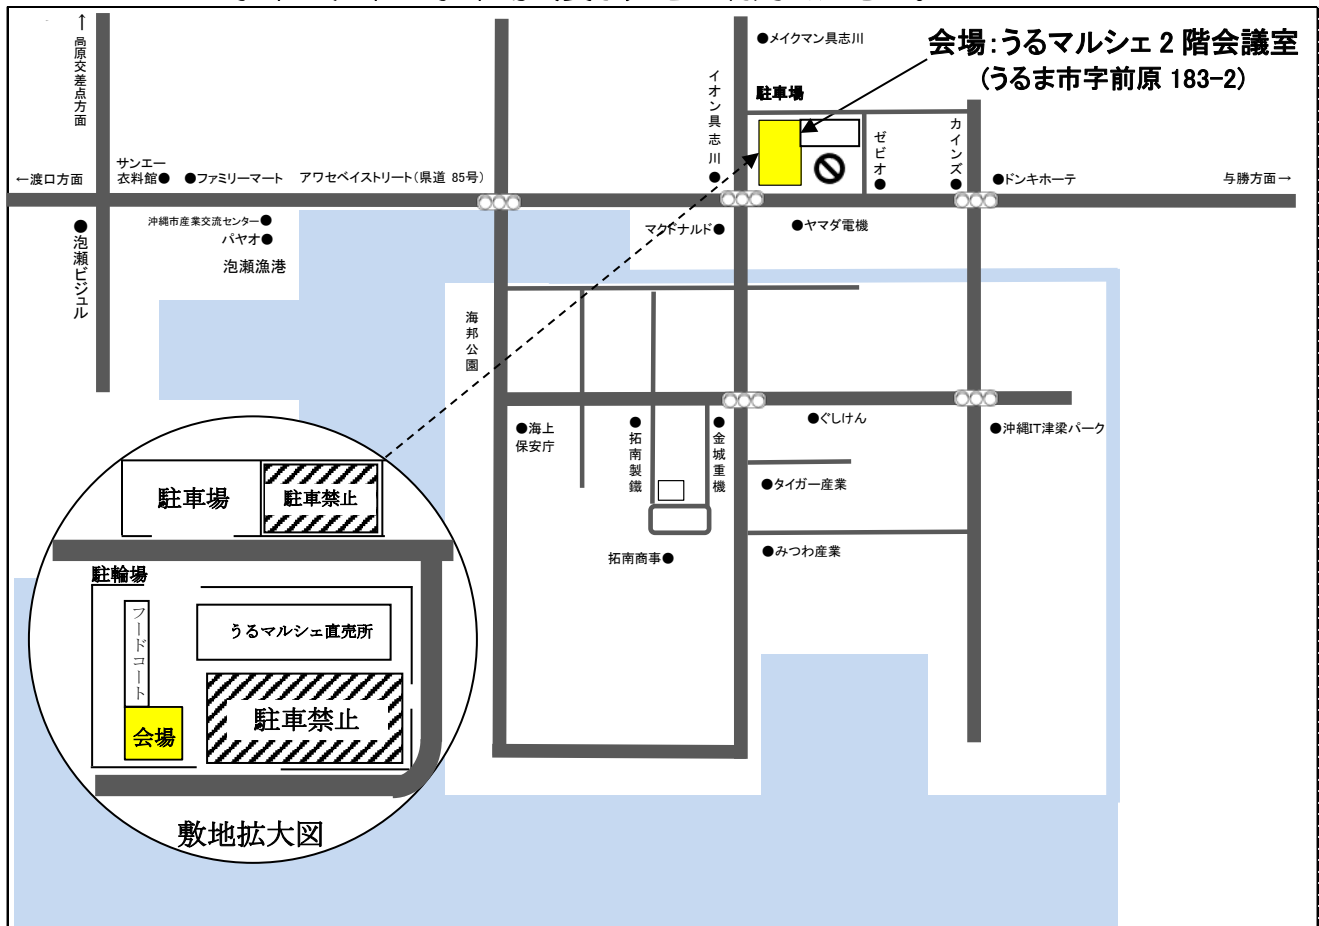 会場：うるマルシェ２階会議室
(うるま市字前原 183-2)
●メイクマン具志川
駐車場
↑高原交差点方面
イオン具志川●
ゼビオ●
カインズ●
●ドンキホーテ
与勝方面→
←渡口方面
サンエー
衣料館●
●ファミリーマート
アワセベイストリート（県道 85号）
●泡瀬ビジュル
沖縄市産業交流センター●
パヤオ●
泡瀬漁港
マクドナルド●
●ヤマダ電機
海邦公園
●海上
保安庁
●拓南製鐵
●金城重機
●ぐしけん
●沖縄IT津梁パーク
●タイガー産業
拓南商事●
●みつわ産業
駐車場
駐車禁止
駐輪場
フードコート
うるマルシェ直売所
会場
駐車禁止
敷地拡大図